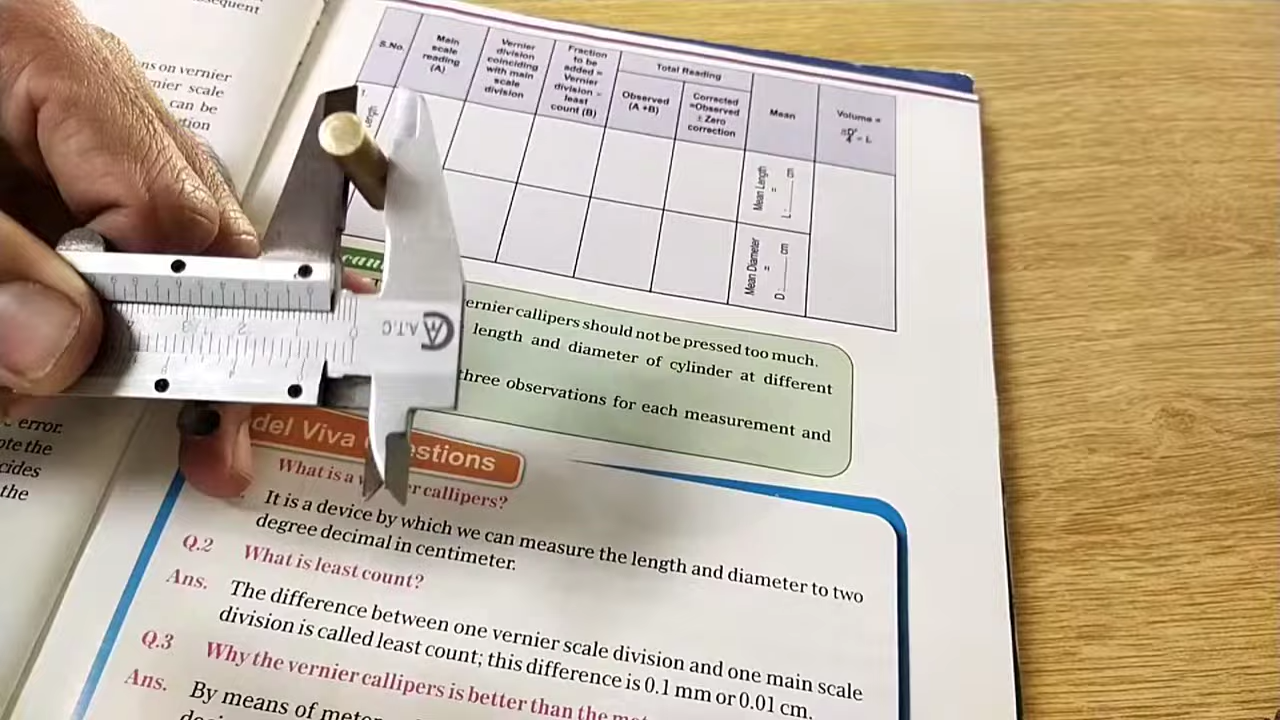 sequent
ns on vernier
nier scale
can be
S.No.
Main
scale
reading
(A)
Vernier
division
coinciding
with main
scale
division
Fraction
to be
added =
Vernier
division ×
least
count (B)
Total Reading
Observed
(A +B)
Corrected
=Observed
± Zero
correction
Mean
Volume =
Mean Length
=
L ........ cm
Mean Diameter
=
D ........ cm
A.T.C
ernier callipers should not be pressed too much.
length and diameter of cylinder at different
three observations for each measurement and
error.
ote the
cides
the
del Viva estions
What is a er callipers?
It is a device by which we can measure the length and diameter to two
degree decimal in centimeter.
Q.2 What is least count?
Ans. The difference between one vernier scale division and one main scale
division is called least count; this difference is 0.1 mm or 0.01 cm.
Q.3 Why the vernier callipers is better than the
Ans. By means of